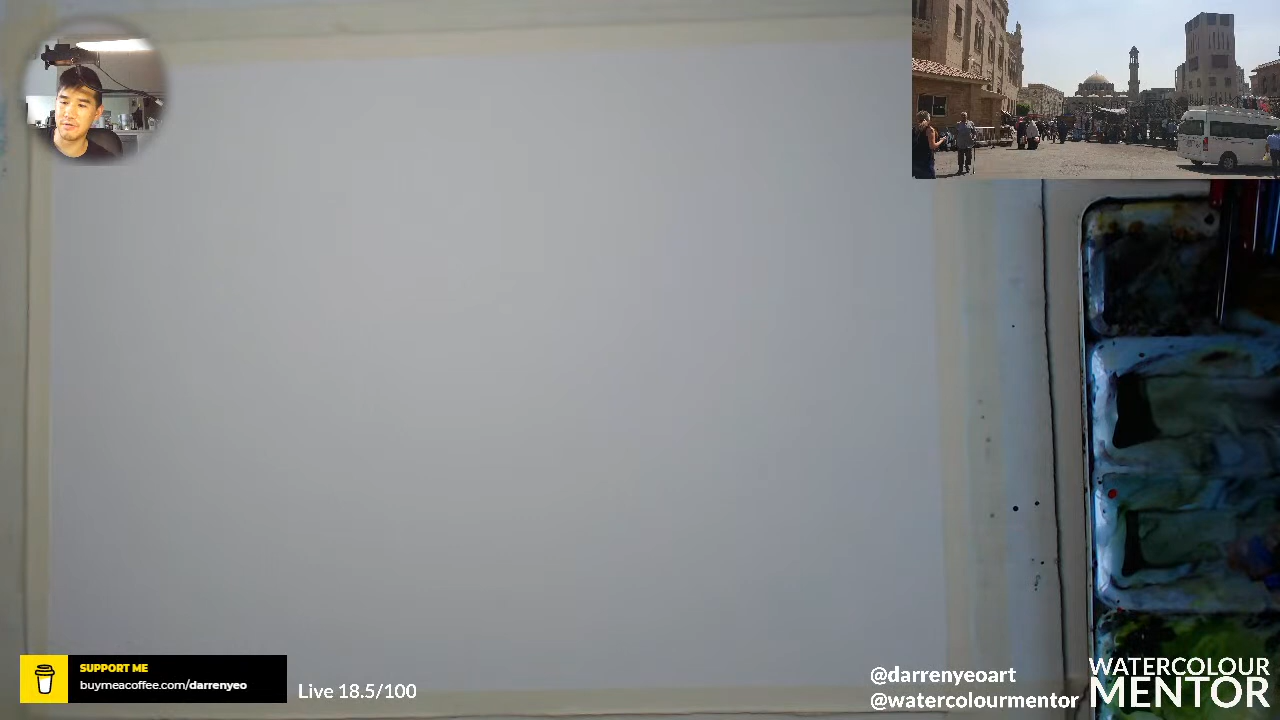 SUPPORT ME
buymeacoffee.com/darrenyeo
Live 18.5/100
@darrenyeoart
@watercolourmentor
WATERCOLOUR
MENTOR